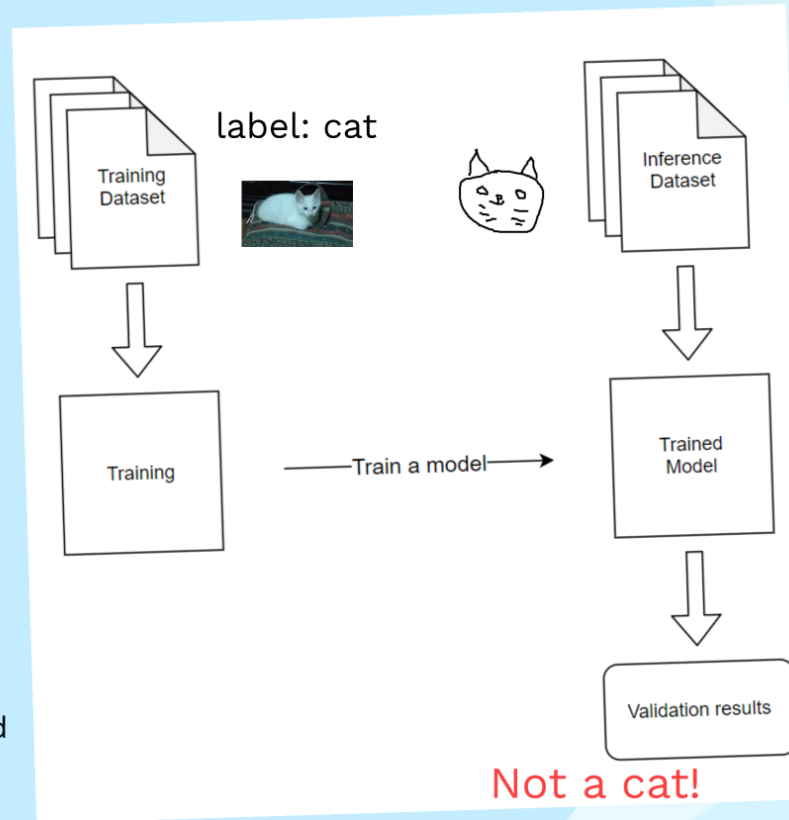 label: cat
Training
Dataset
Inference
Dataset
Training
Train a model
Trained
Model
Validation results
Not a cat!